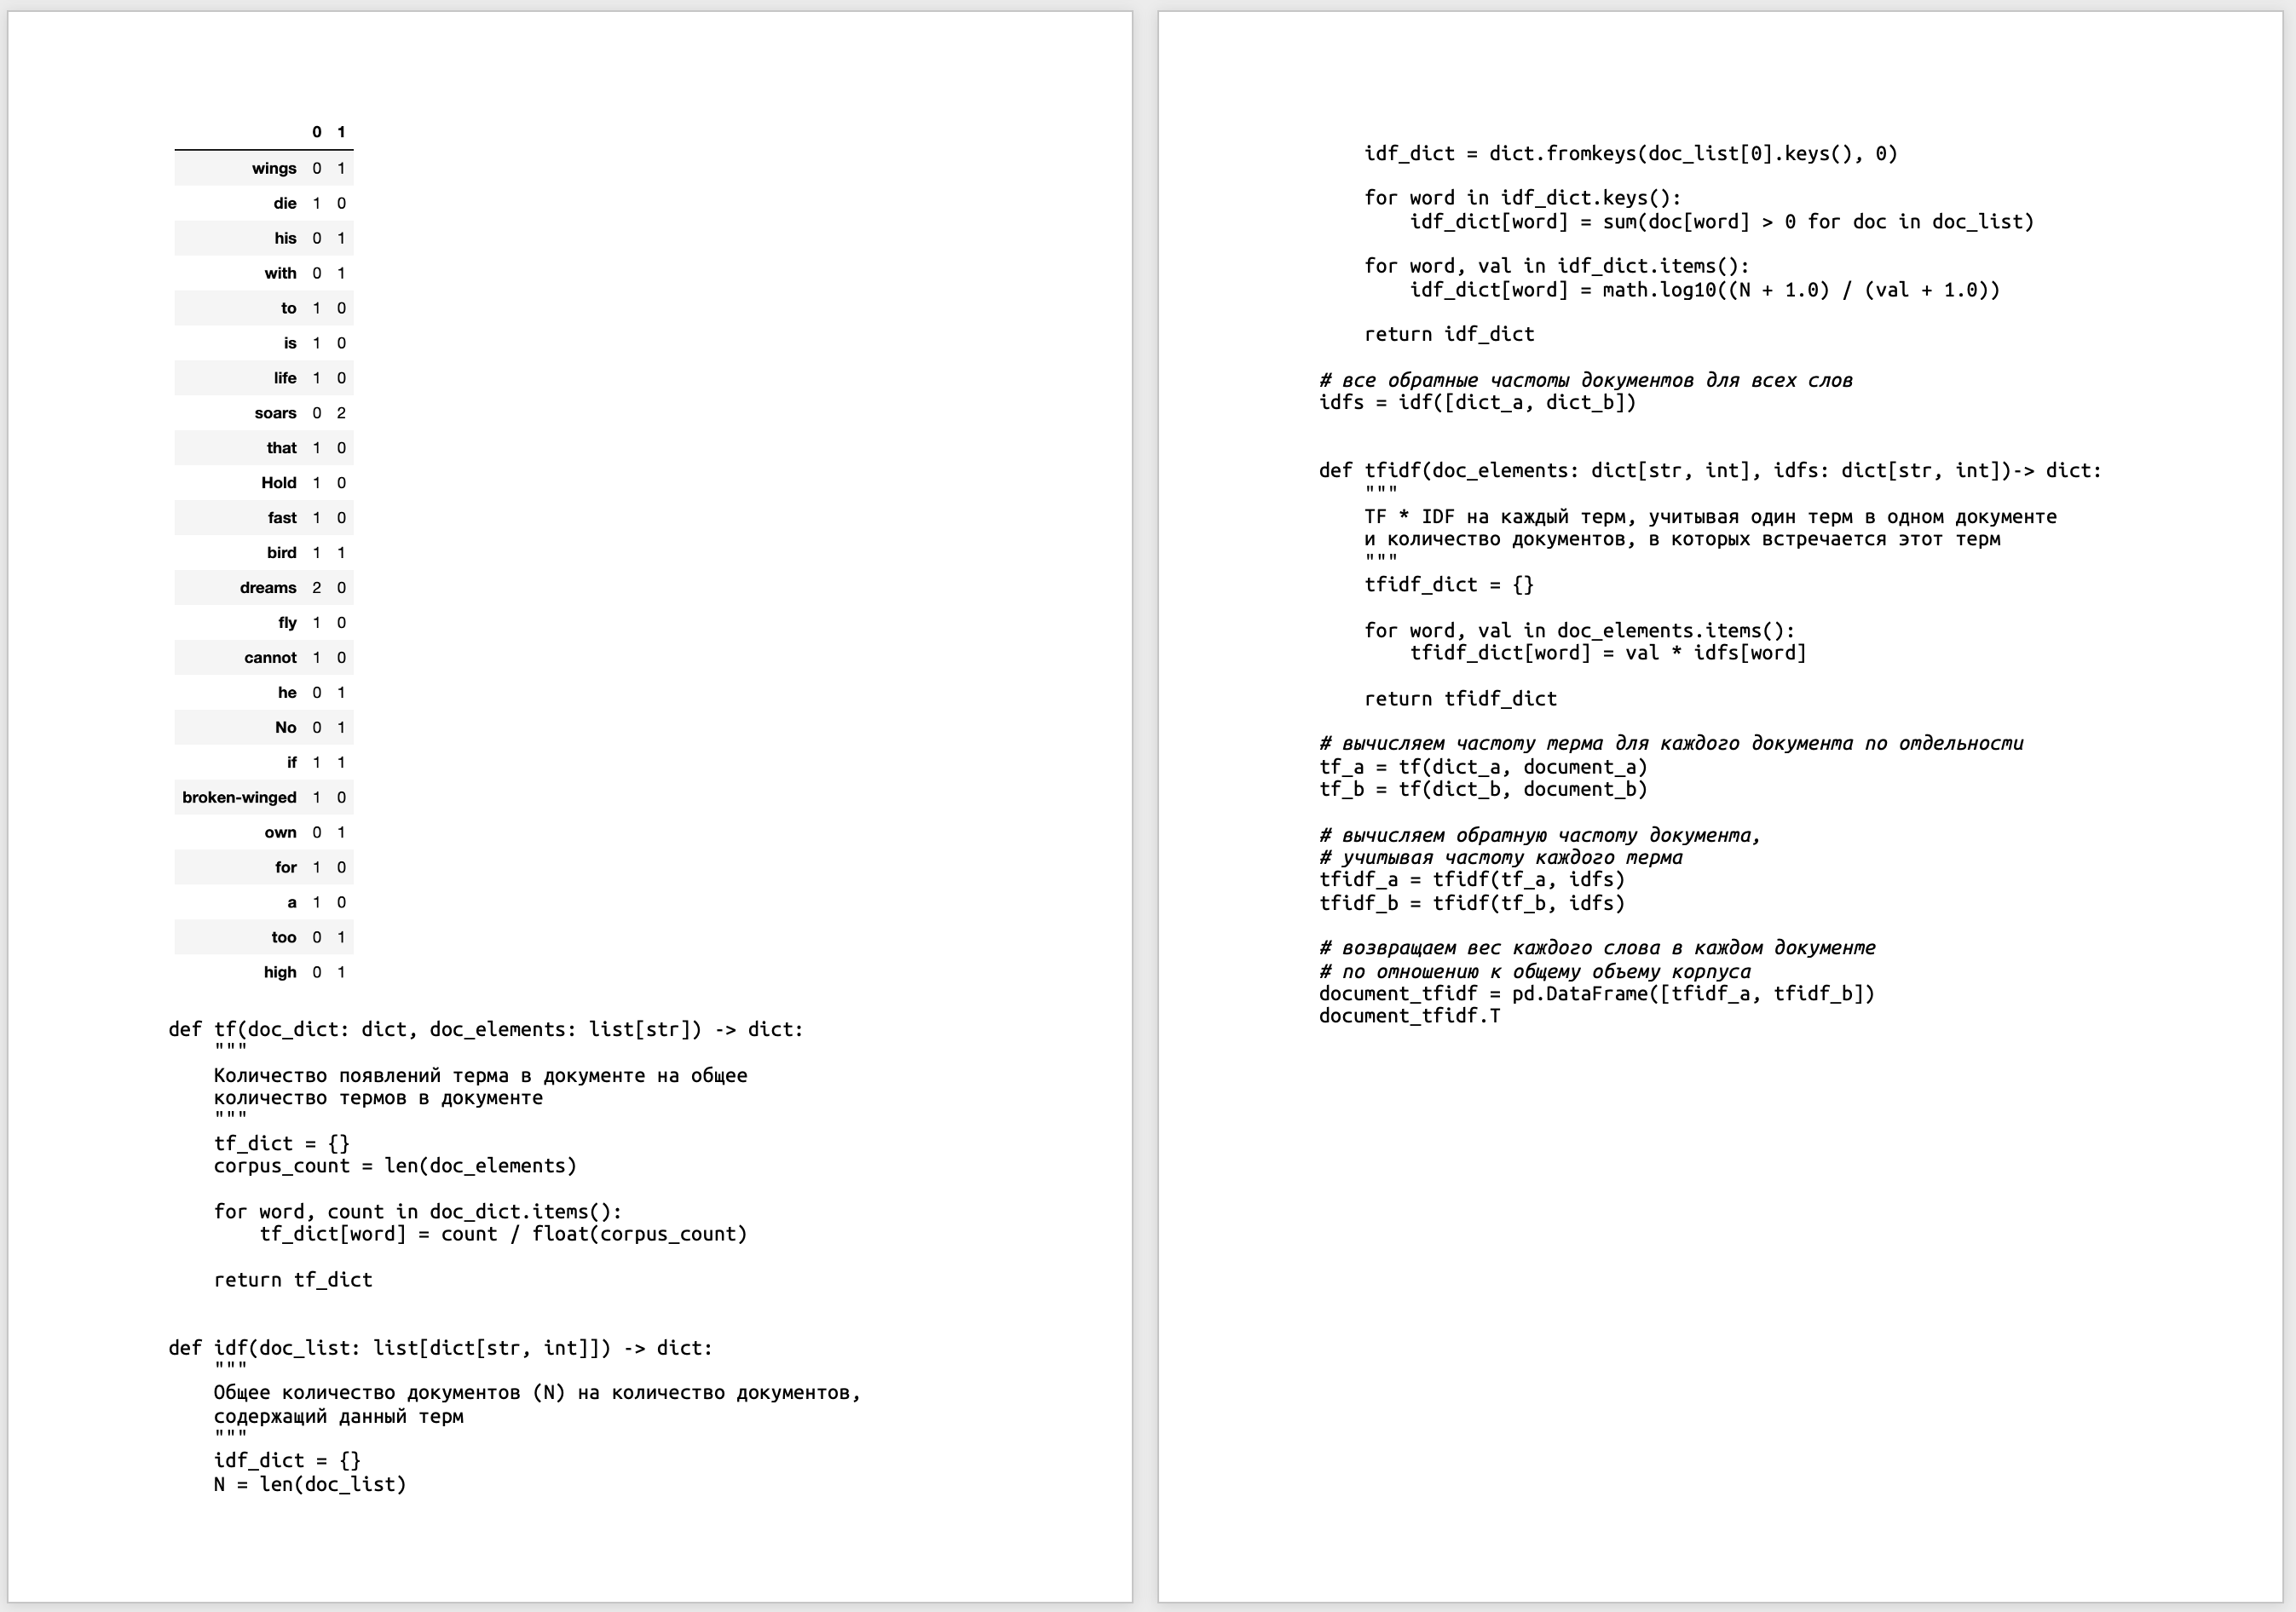 0 1
wings 0 1
die 1 0
his 0 1
with 0 1
to 1 0
is 1 0
life 1 0
soars 0 2
that 1 0
Hold 1 0
fast 1 0
bird 1 1
dreams 2 0
fly 1 0
cannot 1 0
he 0 1
No 0 1
if 1 1
broken-winged 1 0
own 0 1
for 1 0
a 1 0
too 0 1
high 0 1
def tf(doc_dict: dict, doc_elements: list[str]) -> dict:
    """
    Количество появлений терма в документе на общее
    количество термов в документе
    """
    tf_dict = {}
    corpus_count = len(doc_elements)
    for word, count in doc_dict.items():
        tf_dict[word] = count / float(corpus_count)
    return tf_dict
def idf(doc_list: list[dict[str, int]]) -> dict:
    """
    Общее количество документов (N) на количество документов,
    содержащий данный терм
    """
    idf_dict = {}
    N = len(doc_list)
    idf_dict = dict.fromkeys(doc_list[0].keys(), 0)
    for word in idf_dict.keys():
        idf_dict[word] = sum(doc[word] > 0 for doc in doc_list)
    for word, val in idf_dict.items():
        idf_dict[word] = math.log10((N + 1.0) / (val + 1.0))
    return idf_dict
# все обратные частоты документов для всех слов
idfs = idf([dict_a, dict_b])
def tfidf(doc_elements: dict[str, int], idfs: dict[str, int])-> dict:
    """
    TF * IDF на каждый терм, учитывая один терм в одном документе
    и количество документов, в которых встречается этот терм
    """
    tfidf_dict = {}
    for word, val in doc_elements.items():
        tfidf_dict[word] = val * idfs[word]
    return tfidf_dict
# вычисляем частоту терма для каждого документа по отдельности
tf_a = tf(dict_a, document_a)
tf_b = tf(dict_b, document_b)
# вычисляем обратную частоту документа,
# учитывая частоту каждого терма
tfidf_a = tfidf(tf_a, idfs)
tfidf_b = tfidf(tf_b, idfs)
# возвращаем вес каждого слова в каждом документе
# по отношению к общему объему корпуса
document_tfidf = pd.DataFrame([tfidf_a, tfidf_b])
document_tfidf.T